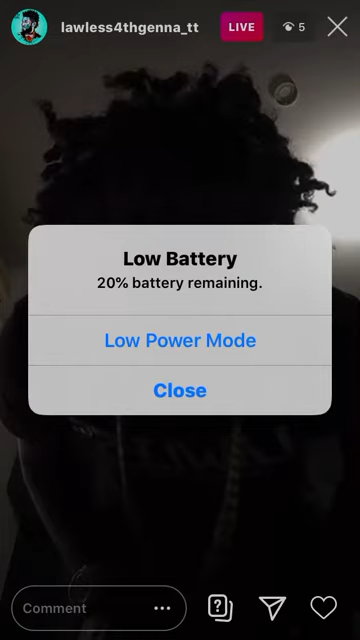 lawless4thgenna_tt LIVE 5
Low Battery
20% battery remaining.
Low Power Mode
Close
Comment